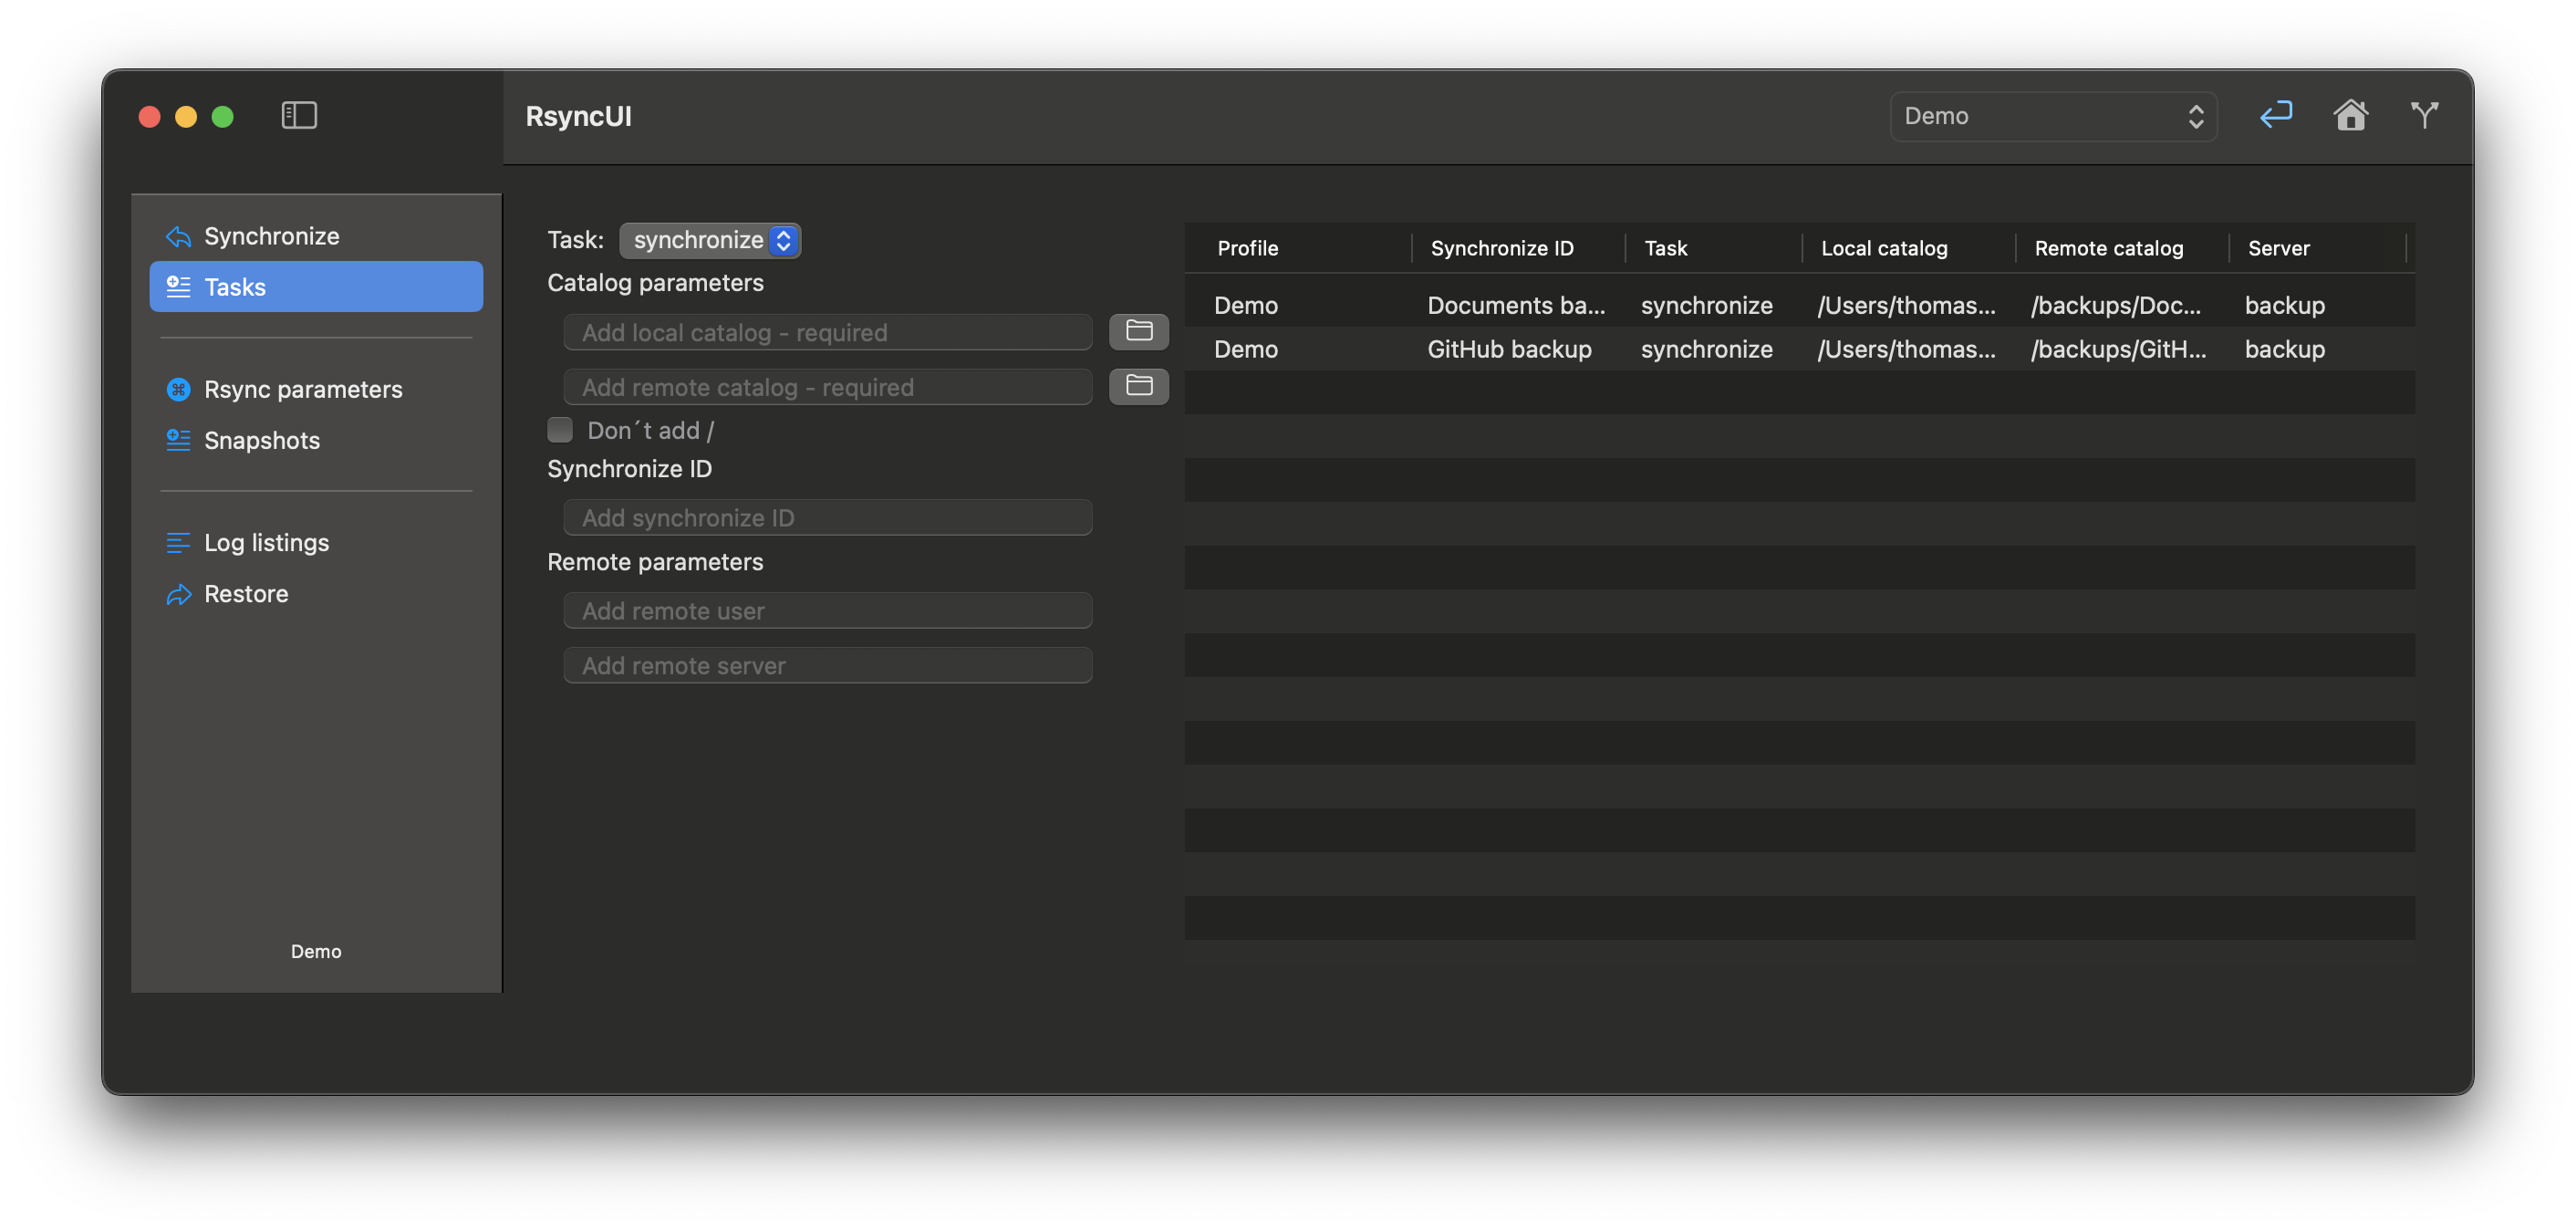 RsyncUI
Demo
Synchronize
Tasks
Rsync parameters
Snapshots
Log listings
Restore
Demo
Task: synchronize
Catalog parameters
Add local catalog - required
Add remote catalog - required
Don´t add /
Synchronize ID
Add synchronize ID
Remote parameters
Add remote user
Add remote server
Profile Synchronize ID Task Local catalog Remote catalog Server
Demo Documents ba... synchronize /Users/thomas... /backups/Doc... backup
Demo GitHub backup synchronize /Users/thomas... /backups/GitH... backup